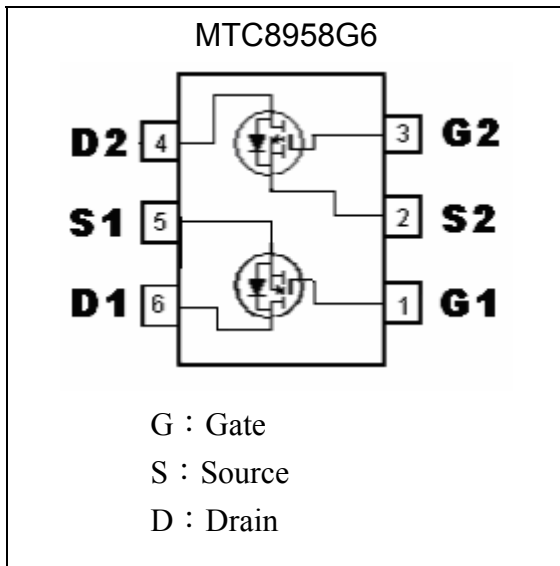 MTC8958G6
D2 4 3 G2
S1 5 2 S2
D1 6 1 G1
G：Gate
S：Source
D：Drain